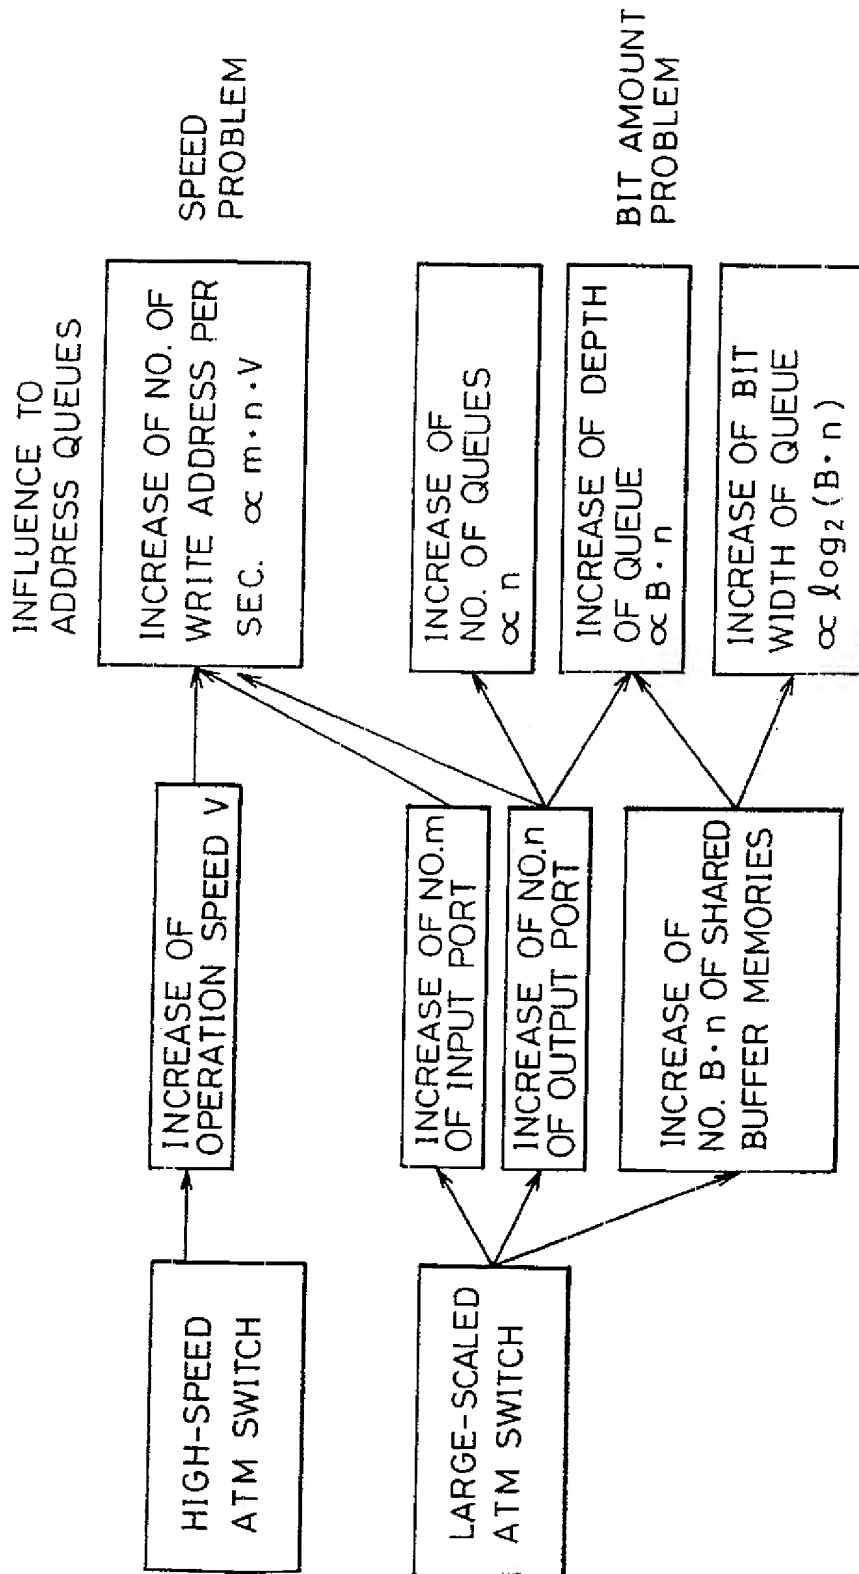 HIGH-SPEED
ATM SWITCH
LARGE-SCALED
ATM SWITCH
INCREASE OF
OPERATION SPEED V
INCREASE OF NO.m
OF INPUT PORT
INCREASE OF NO.n
OF OUTPUT PORT
INCREASE OF
NO. B·n OF SHARED
BUFFER MEMORIES
INFLUENCE TO
ADDRESS QUEUES
INCREASE OF NO. OF
WRITE ADDRESS PER
SEC. ∝ m·n·V
INCREASE OF
NO. OF QUEUES
∝ n
INCREASE OF DEPTH
OF QUEUE
∝ B·n
INCREASE OF BIT
WIDTH OF QUEUE
∝ log₂(B·n)
SPEED
PROBLEM
BIT AMOUNT
PROBLEM